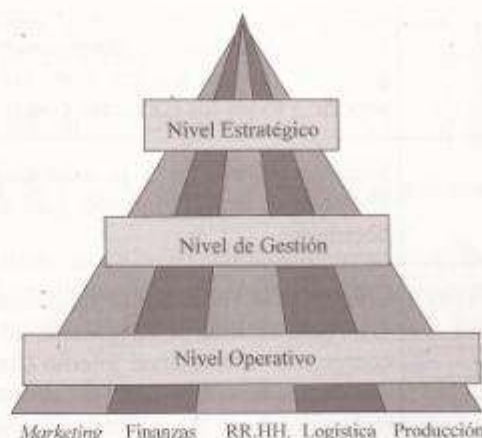 Nivel Estratégico
Nivel de Gestión
Nivel Operativo
Marketing Finanzas RR.HH. Logística Producción